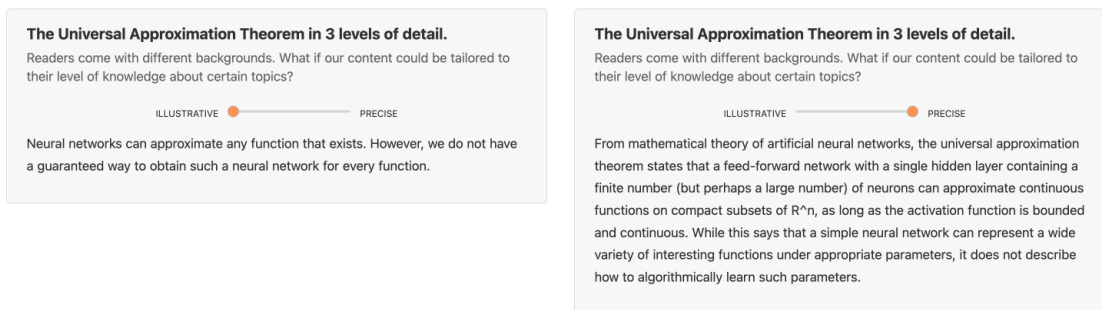 The Universal Approximation Theorem in 3 levels of detail.
Readers come with different backgrounds. What if our content could be tailored to
their level of knowledge about certain topics?
ILLUSTRATIVE PRECISE
Neural networks can approximate any function that exists. However, we do not have
a guaranteed way to obtain such a neural network for every function.
The Universal Approximation Theorem in 3 levels of detail.
Readers come with different backgrounds. What if our content could be tailored to
their level of knowledge about certain topics?
ILLUSTRATIVE PRECISE
From mathematical theory of artificial neural networks, the universal approximation
theorem states that a feed-forward network with a single hidden layer containing a
finite number (but perhaps a large number) of neurons can approximate continuous
functions on compact subsets of R^n, as long as the activation function is bounded
and continuous. While this says that a simple neural network can represent a wide
variety of interesting functions under appropriate parameters, it does not describe
how to algorithmically learn such parameters.